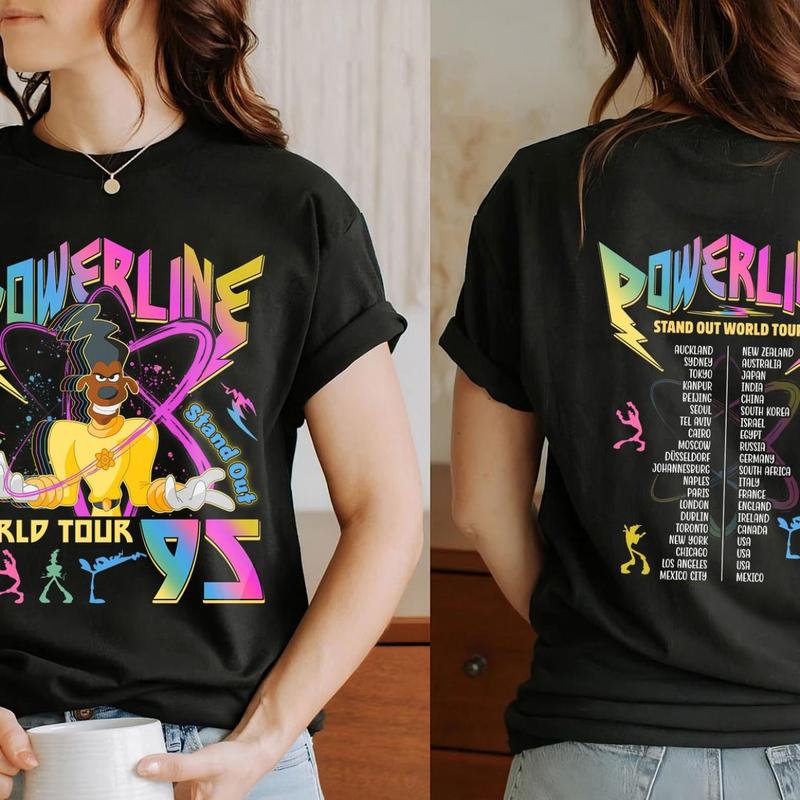 POWERLINE
Stand Out
RLD TOUR 95
POWERLI
STAND OUT WORLD TOUR
AUCKLAND NEW ZEALAND
SYDNEY AUSTRALIA
TOKYO JAPAN
KANPUR INDIA
BEIJING CHINA
SEOUL SOUTH KOREA
TEL AVIV ISRAEL
CAIRO EGYPT
MOSCOW RUSSIA
DÜSSELDORF GERMANY
JOHANNESBURG SOUTH AFRICA
NAPLES ITALY
PARIS FRANCE
LONDON ENGLAND
DUBLIN IRELAND
TORONTO CANADA
NEW YORK USA
CHICAGO USA
LOS ANGELES USA
MEXICO CITY MEXICO